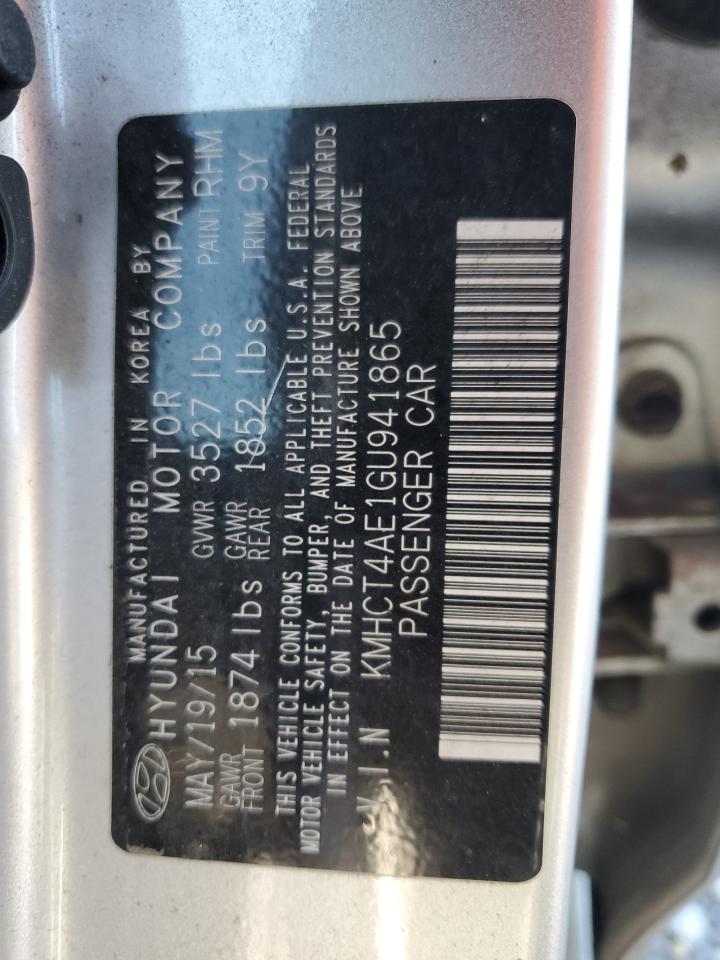 MANUFACTURED IN KOREA BY
HYUNDAI MOTOR COMPANY
MAY/19/15 GVWR 3527 lbs PAINT RHM
GAWR FRONT 1874 lbs GAWR REAR 1852 lbs TRIM 9Y
THIS VEHICLE CONFORMS TO ALL APPLICABLE U.S.A. FEDERAL
MOTOR VEHICLE SAFETY, BUMPER, AND THEFT PREVENTION STANDARDS
IN EFFECT ON THE DATE OF MANUFACTURE SHOWN ABOVE
V.I.N KMHCT4AE1GU941865
PASSENGER CAR